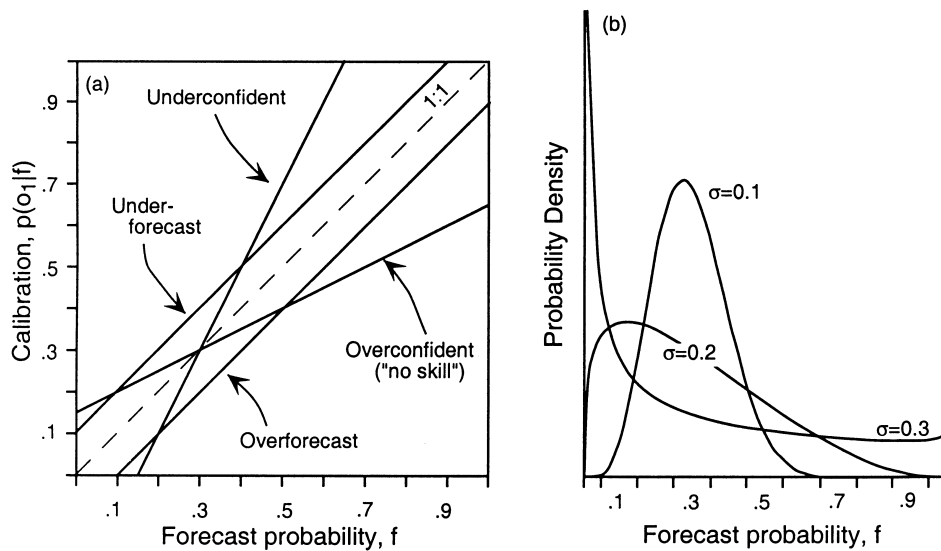 (a)
Underconfident
1:1
Under-
forecast
Overconfident
("no skill")
Overforecast
.9
.7
.5
.3
.1
Calibration, p(o₁|f)
.1 .3 .5 .7 .9
Forecast probability, f
(b)
σ=0.1
σ=0.2
σ=0.3
Probability Density
.1 .3 .5 .7 .9
Forecast probability, f